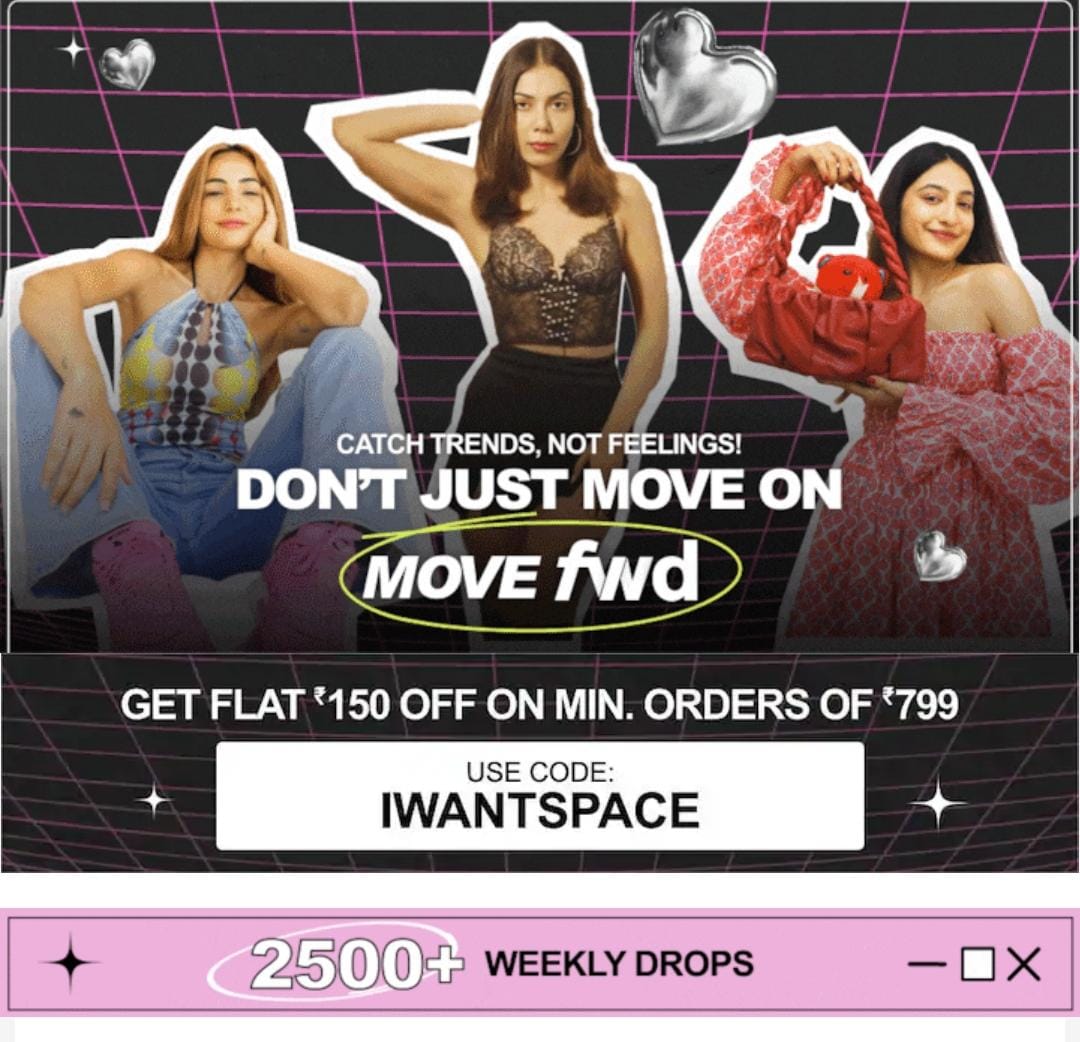 CATCH TRENDS, NOT FEELINGS!
DON'T JUST MOVE ON
MOVE fwd
GET FLAT ₹150 OFF ON MIN. ORDERS OF ₹799
USE CODE:
IWANTSPACE
2500+ WEEKLY DROPS